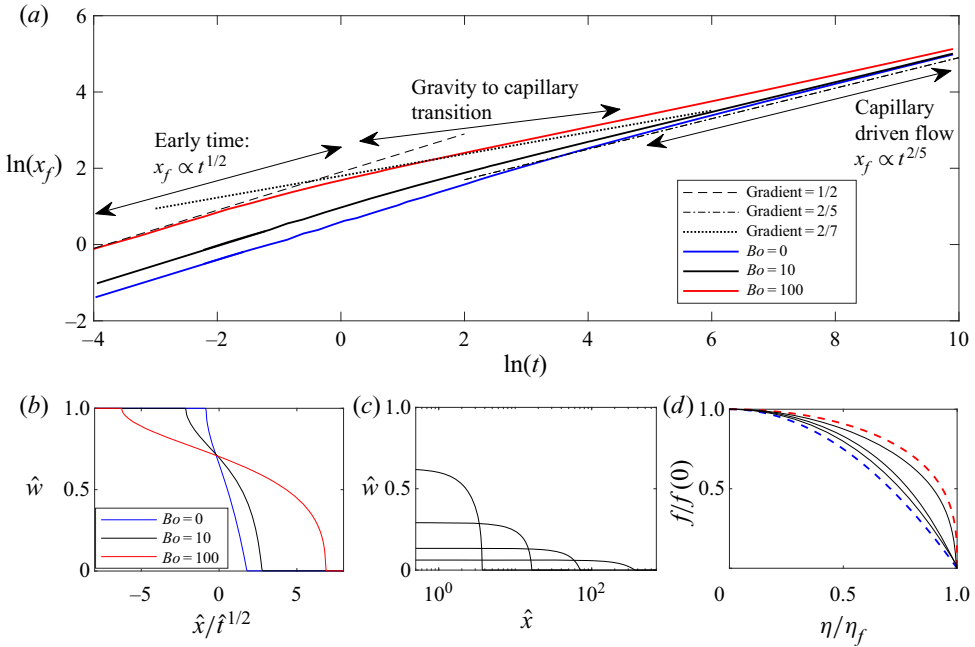 (a)
6
4
2
0
−2
ln(x_f)
Early time:
x_f ∝ t^{1/2}
Gravity to capillary
transition
Capillary
driven flow
x_f ∝ t^{2/5}
Gradient = 1/2
Gradient = 2/5
Gradient = 2/7
Bo = 0
Bo = 10
Bo = 100
−4 −2 0 2 4 6 8 10
ln(t)
(b)
1.0
ŵ 0.5
0
Bo = 0
Bo = 10
Bo = 100
−5 0 5
x̂/t̂^{1/2}
(c)
1.0
ŵ 0.5
0
10^0 10^2
x̂
(d)
1.0
f/f(0) 0.5
0 0.5 1.0
η/η_f